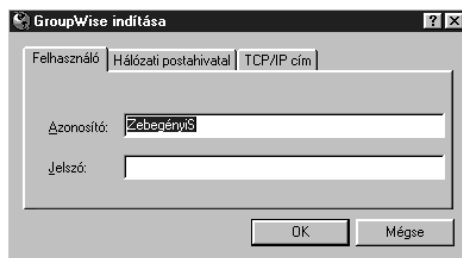 GroupWise indítása
Felhasználó Hálózati postahivatal TCP/IP cím
Azonosító: ZebegényiS
Jelszó:
OK Mégse